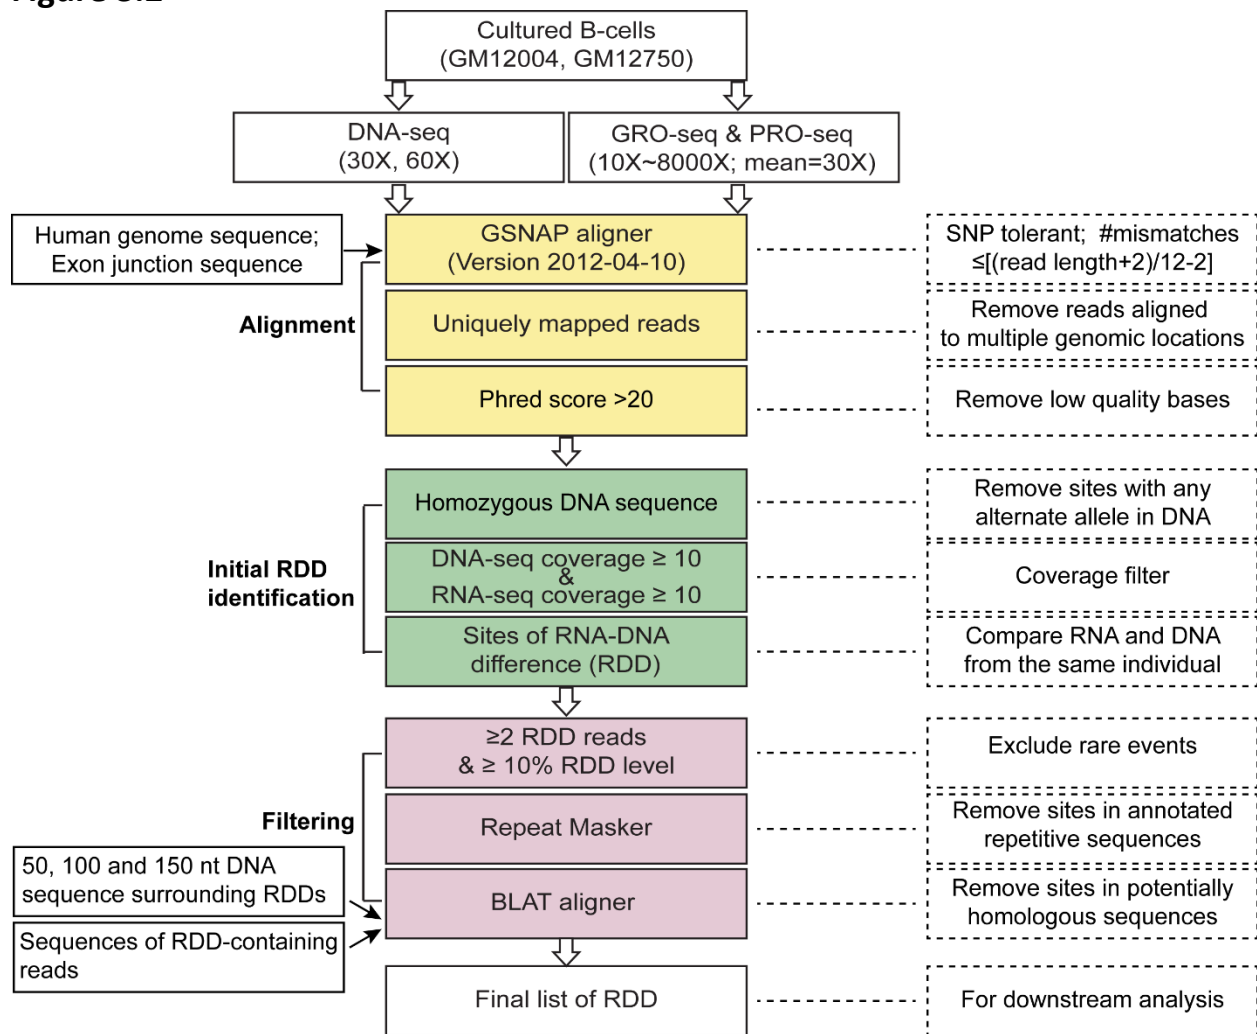 Cultured B-cells
(GM12004, GM12750)
DNA-seq
(30X, 60X)
GRO-seq & PRO-seq
(10X~8000X; mean=30X)
Human genome sequence;
Exon junction sequence
GSNAP aligner
(Version 2012-04-10)
SNP tolerant; #mismatches
≤[(read length+2)/12-2]
Alignment
Uniquely mapped reads
Remove reads aligned
to multiple genomic locations
Phred score >20
Remove low quality bases
Homozygous DNA sequence
Remove sites with any
alternate allele in DNA
Initial RDD
identification
DNA-seq coverage ≥ 10
&
RNA-seq coverage ≥ 10
Coverage filter
Sites of RNA-DNA
difference (RDD)
Compare RNA and DNA
from the same individual
≥2 RDD reads
& ≥ 10% RDD level
Exclude rare events
Filtering
Repeat Masker
Remove sites in annotated
repetitive sequences
50, 100 and 150 nt DNA
sequence surrounding RDDs
Sequences of RDD-containing
reads
BLAT aligner
Remove sites in potentially
homologous sequences
Final list of RDD
For downstream analysis